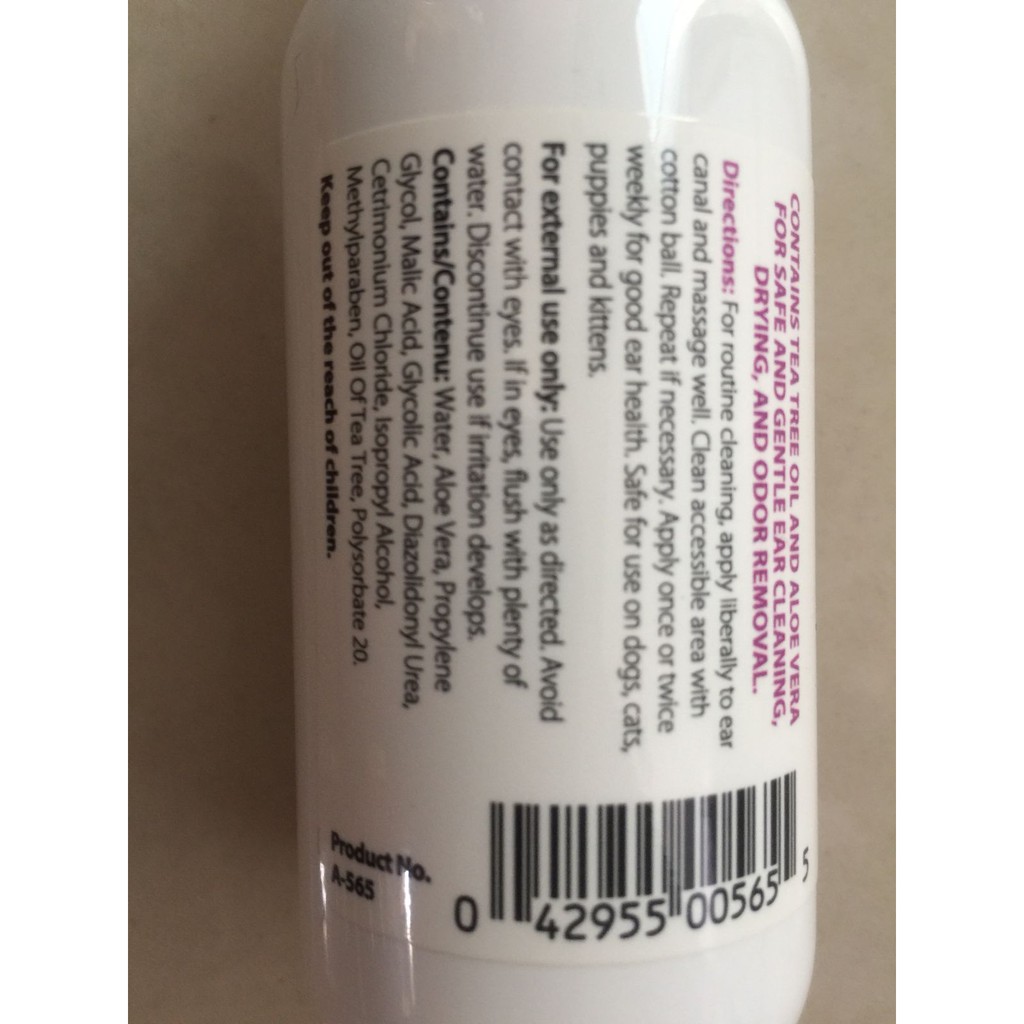 CONTAINS TEA TREE OIL AND ALOE VERA
FOR SAFE AND GENTLE EAR CLEANING,
DRYING, AND ODOR REMOVAL.
Directions: For routine cleaning, apply liberally to ear
canal and massage well. Clean accessible area with
cotton ball. Repeat if necessary. Apply once or twice
weekly for good ear health. Safe for use on dogs, cats,
puppies and kittens.
For external use only: Use only as directed. Avoid
contact with eyes. If in eyes, flush with plenty of
water. Discontinue use if irritation develops.
Contains/Contenu: Water, Aloe Vera, Propylene
Glycol, Malic Acid, Glycolic Acid, Diazolidonyl Urea,
Cetrimonium Chloride, Isopropyl Alcohol,
Methylparaben, Oil Of Tea Tree, Polysorbate 20.
Keep out of the reach of children.
0 42955 00565 5
Product No.
A-565